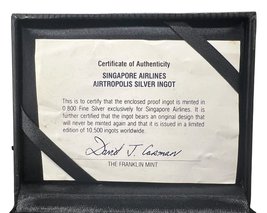 Certificate of Authenticity
SINGAPORE AIRLINES
AIRTROPOLIS SILVER INGOT
This is to certify that the enclosed proof ingot is minted in
0.800 Fine Silver exclusively for Singapore Airlines. It is
further certified that the ingot bears an original design that
will never be minted again and that it is issued in a limited
edition of 10,500 ingots worldwide.
David J. Casman
THE FRANKLIN MINT